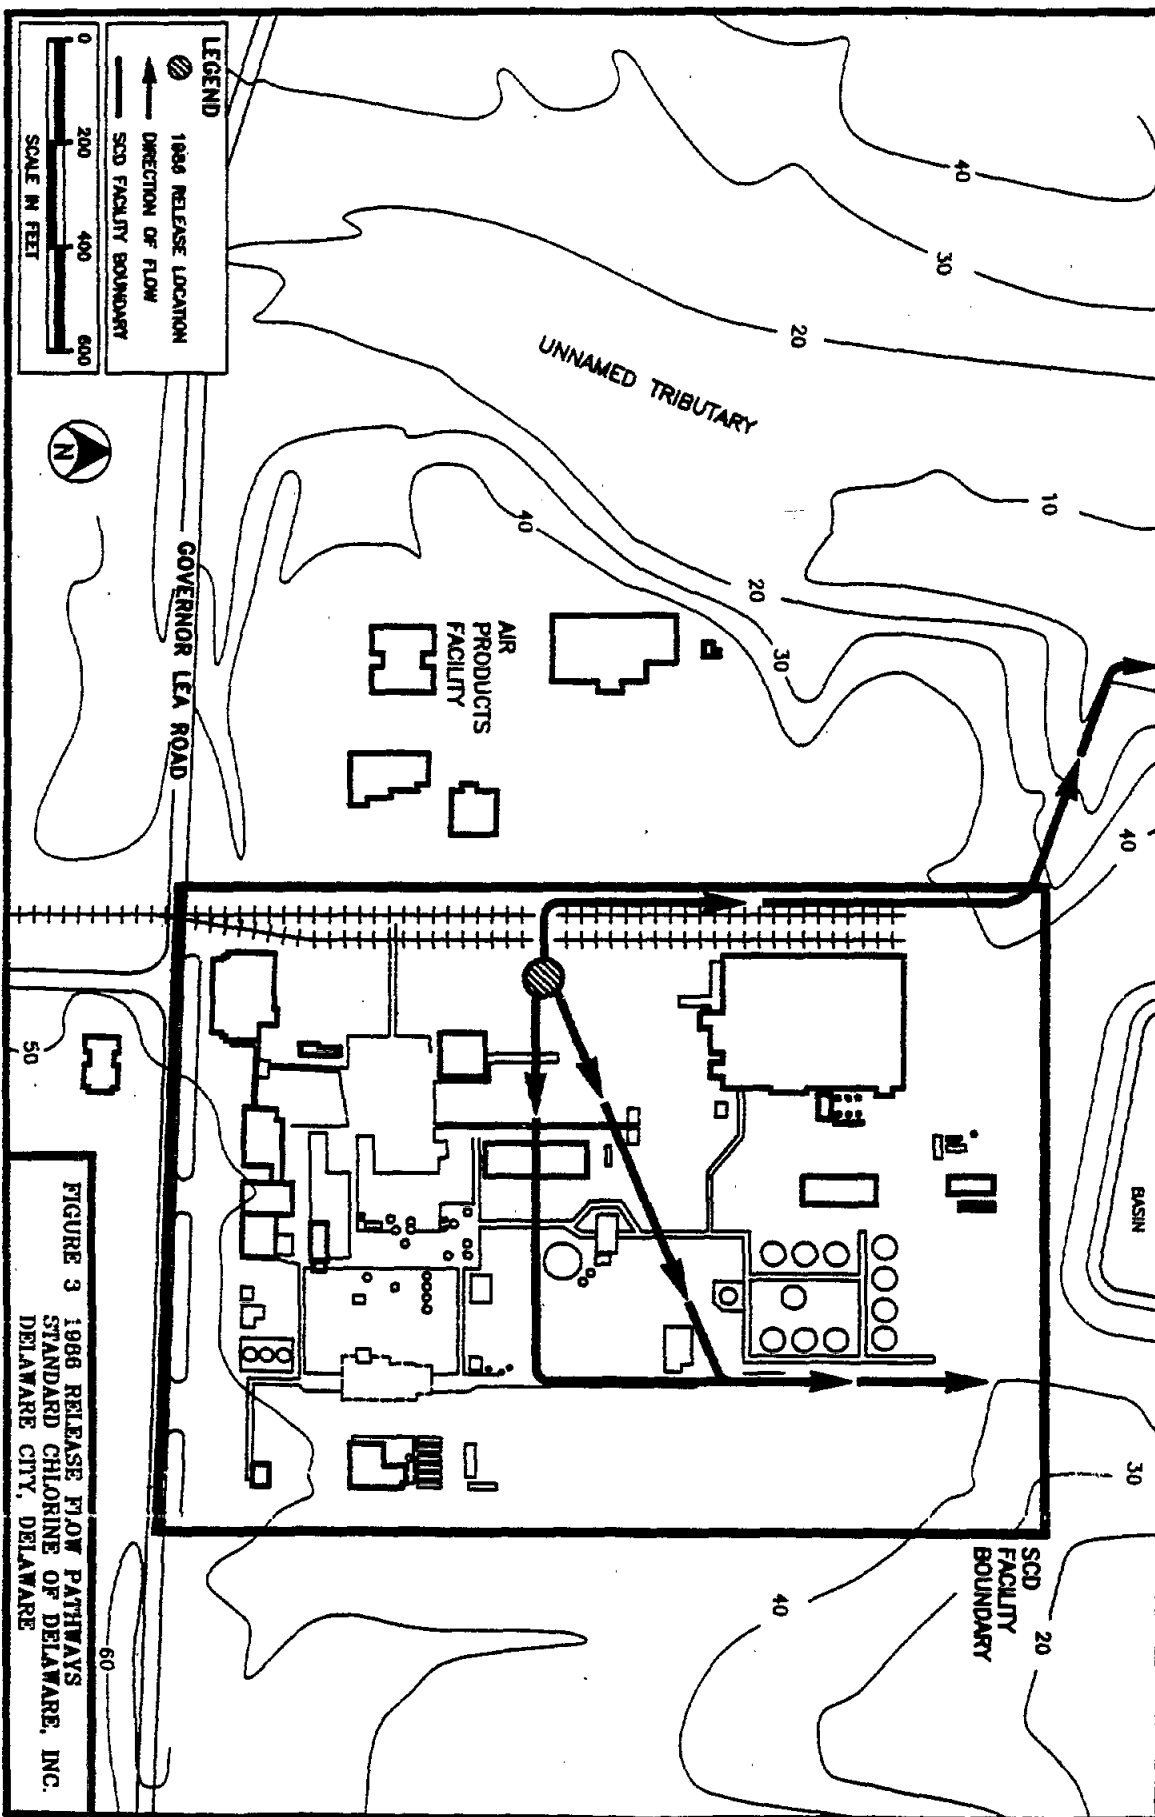 LEGEND
1986 RELEASE LOCATION
DIRECTION OF FLOW
SCD FACILITY BOUNDARY
0 200 400 600
SCALE IN FEET
N
GOVERNOR LEA ROAD
UNNAMED TRIBUTARY
AIR
PRODUCTS
FACILITY
40
30
20
10
40
20
30
40
BASIN
30
20
40
50
60
SCD
FACILITY
BOUNDARY
FIGURE 3 1986 RELEASE FLOW PATHWAYS
STANDARD CHLORINE OF DELAWARE, INC.
DELAWARE CITY, DELAWARE